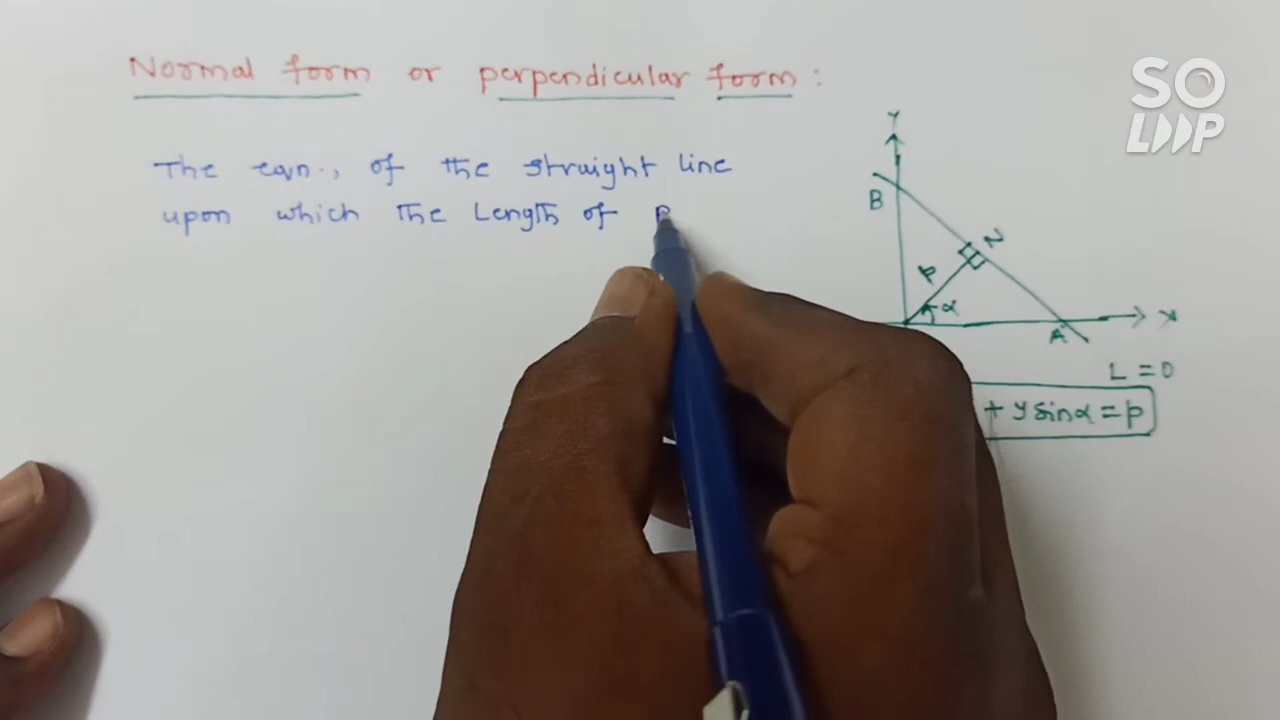 Normal form or perpendicular form :
The eqn., of the straight line
upon which the Length of P
Y
B
N
p
α
X
A
L = 0
+ y sinα = p
SO
LOOP